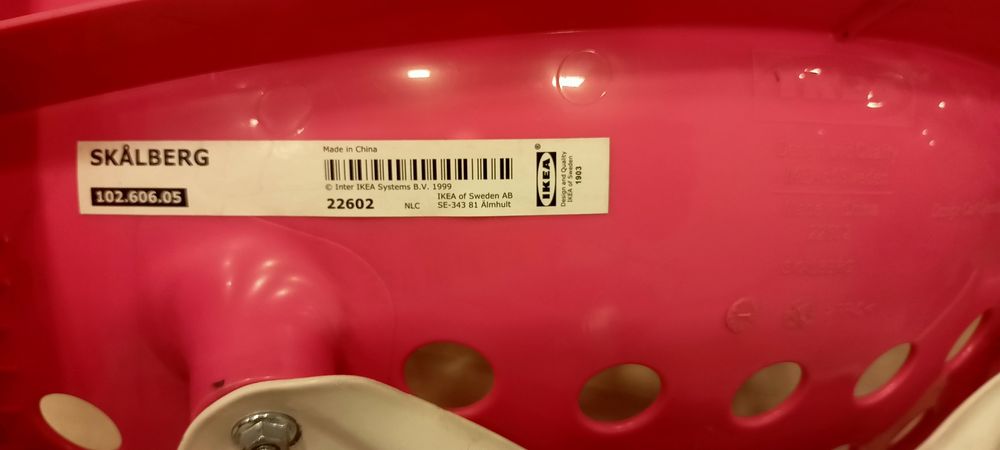 SKÅLBERG
102.606.05
Made in China
© Inter IKEA Systems B.V. 1999
22602
NLC
IKEA of Sweden AB
SE-343 81 Älmhult
IKEA®
Design and Quality
IKEA of Sweden
1903